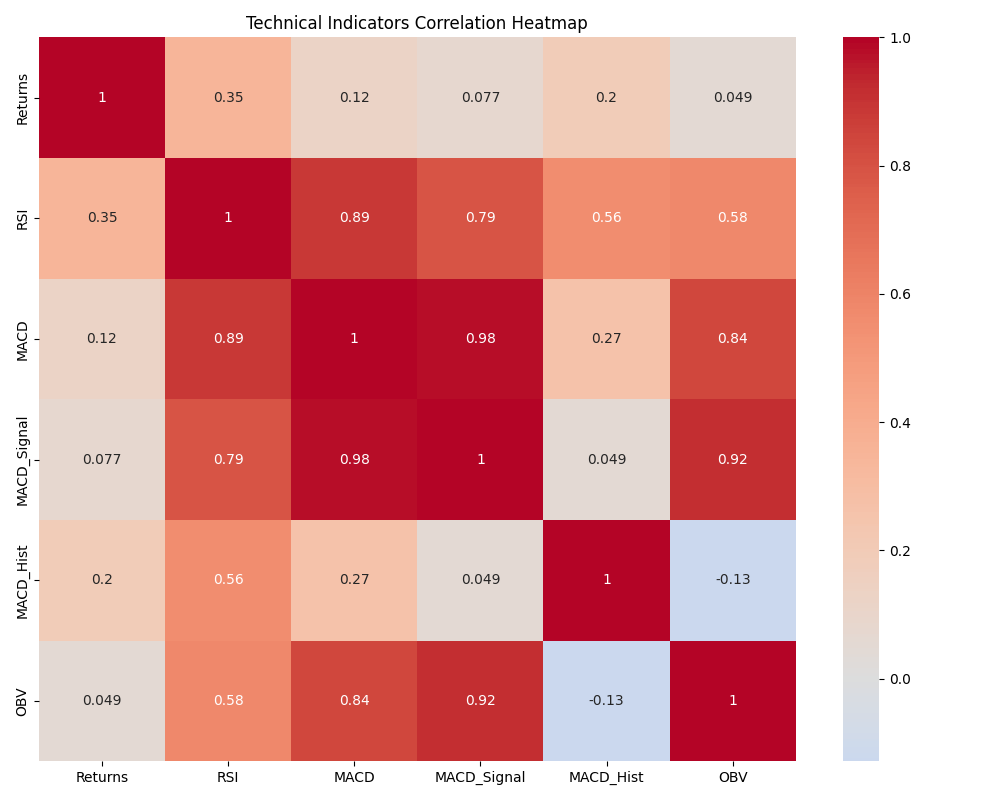 Technical Indicators Correlation Heatmap
Returns 1 0.35 0.12 0.077 0.2 0.049
RSI 0.35 1 0.89 0.79 0.56 0.58
MACD 0.12 0.89 1 0.98 0.27 0.84
MACD_Signal 0.077 0.79 0.98 1 0.049 0.92
MACD_Hist 0.2 0.56 0.27 0.049 1 -0.13
OBV 0.049 0.58 0.84 0.92 -0.13 1
Returns RSI MACD MACD_Signal MACD_Hist OBV
1.0
0.8
0.6
0.4
0.2
0.0